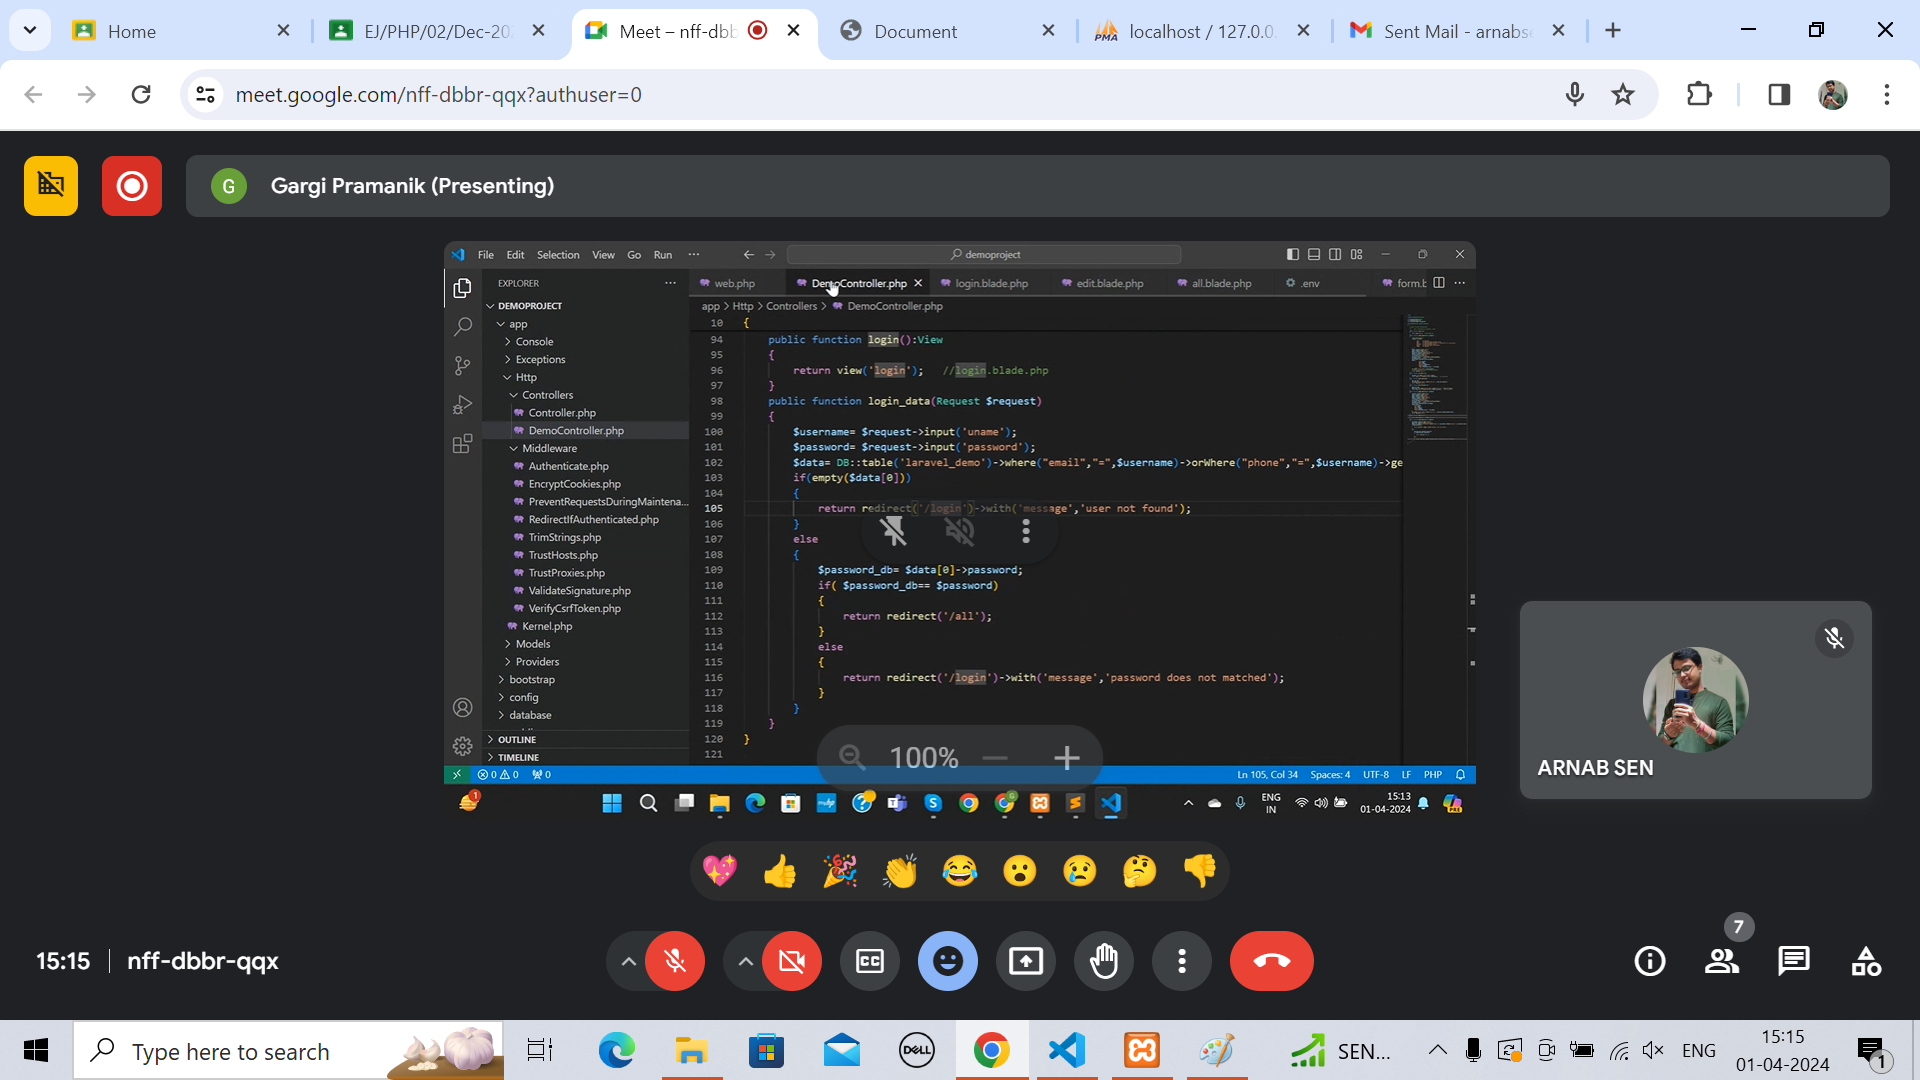 Home
EJ/PHP/02/Dec-20
Meet – nff-dbb
Document
PMA
localhost / 127.0.0.
Sent Mail - arnabse
meet.google.com/nff-dbbr-qqx?authuser=0
G
Gargi Pramanik (Presenting)
File Edit Selection View Go Run ···
demoproject
EXPLORER
web.php
DemoController.php
login.blade.php
edit.blade.php
all.blade.php
.env
form.b
app > Http > Controllers > DemoController.php
DEMOPROJECT
app
Console
Exceptions
Http
Controllers
Controller.php
DemoController.php
Middleware
Authenticate.php
EncryptCookies.php
PreventRequestsDuringMaintena...
RedirectIfAuthenticated.php
TrimStrings.php
TrustHosts.php
TrustProxies.php
ValidateSignature.php
VerifyCsrfToken.php
Kernel.php
Models
Providers
bootstrap
config
database
OUTLINE
TIMELINE
10 {
94 public function login():View
95 {
96 return view('login'); //login.blade.php
97 }
98 public function login_data(Request $request)
99 {
100 $username= $request->input('uname');
101 $password= $request->input('password');
102 $data= DB::table('laravel_demo')->where("email","=",$username)->orWhere("phone","=",$username)->ge
103 if(empty($data[0]))
104 {
105 return redirect('/login')->with('message','user not found');
106 }
107 else
108 {
109 $password_db= $data[0]->password;
110 if( $password_db== $password)
111 {
112 return redirect('/all');
113 }
114 else
115 {
116 return redirect('/login')->with('message','password does not matched');
117 }
118 }
119 }
120 }
121
100%
0 0 0
Ln 105, Col 34 Spaces: 4 UTF-8 LF PHP
1
ENG
IN
15:13
01-04-2024
ARNAB SEN
15:15 | nff-dbbr-qqx
CC
7
Type here to search
DELL
SEN...
ENG
15:15
01-04-2024
1